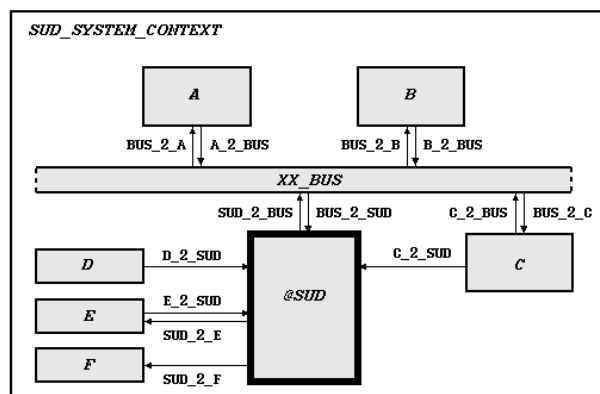 SUD_SYSTEM_CONTEXT
A
B
BUS_2_A
A_2_BUS
BUS_2_B
B_2_BUS
XX_BUS
SUD_2_BUS
BUS_2_SUD
C_2_BUS
BUS_2_C
D
D_2_SUD
@SUD
C_2_SUD
C
E
E_2_SUD
SUD_2_E
F
SUD_2_F